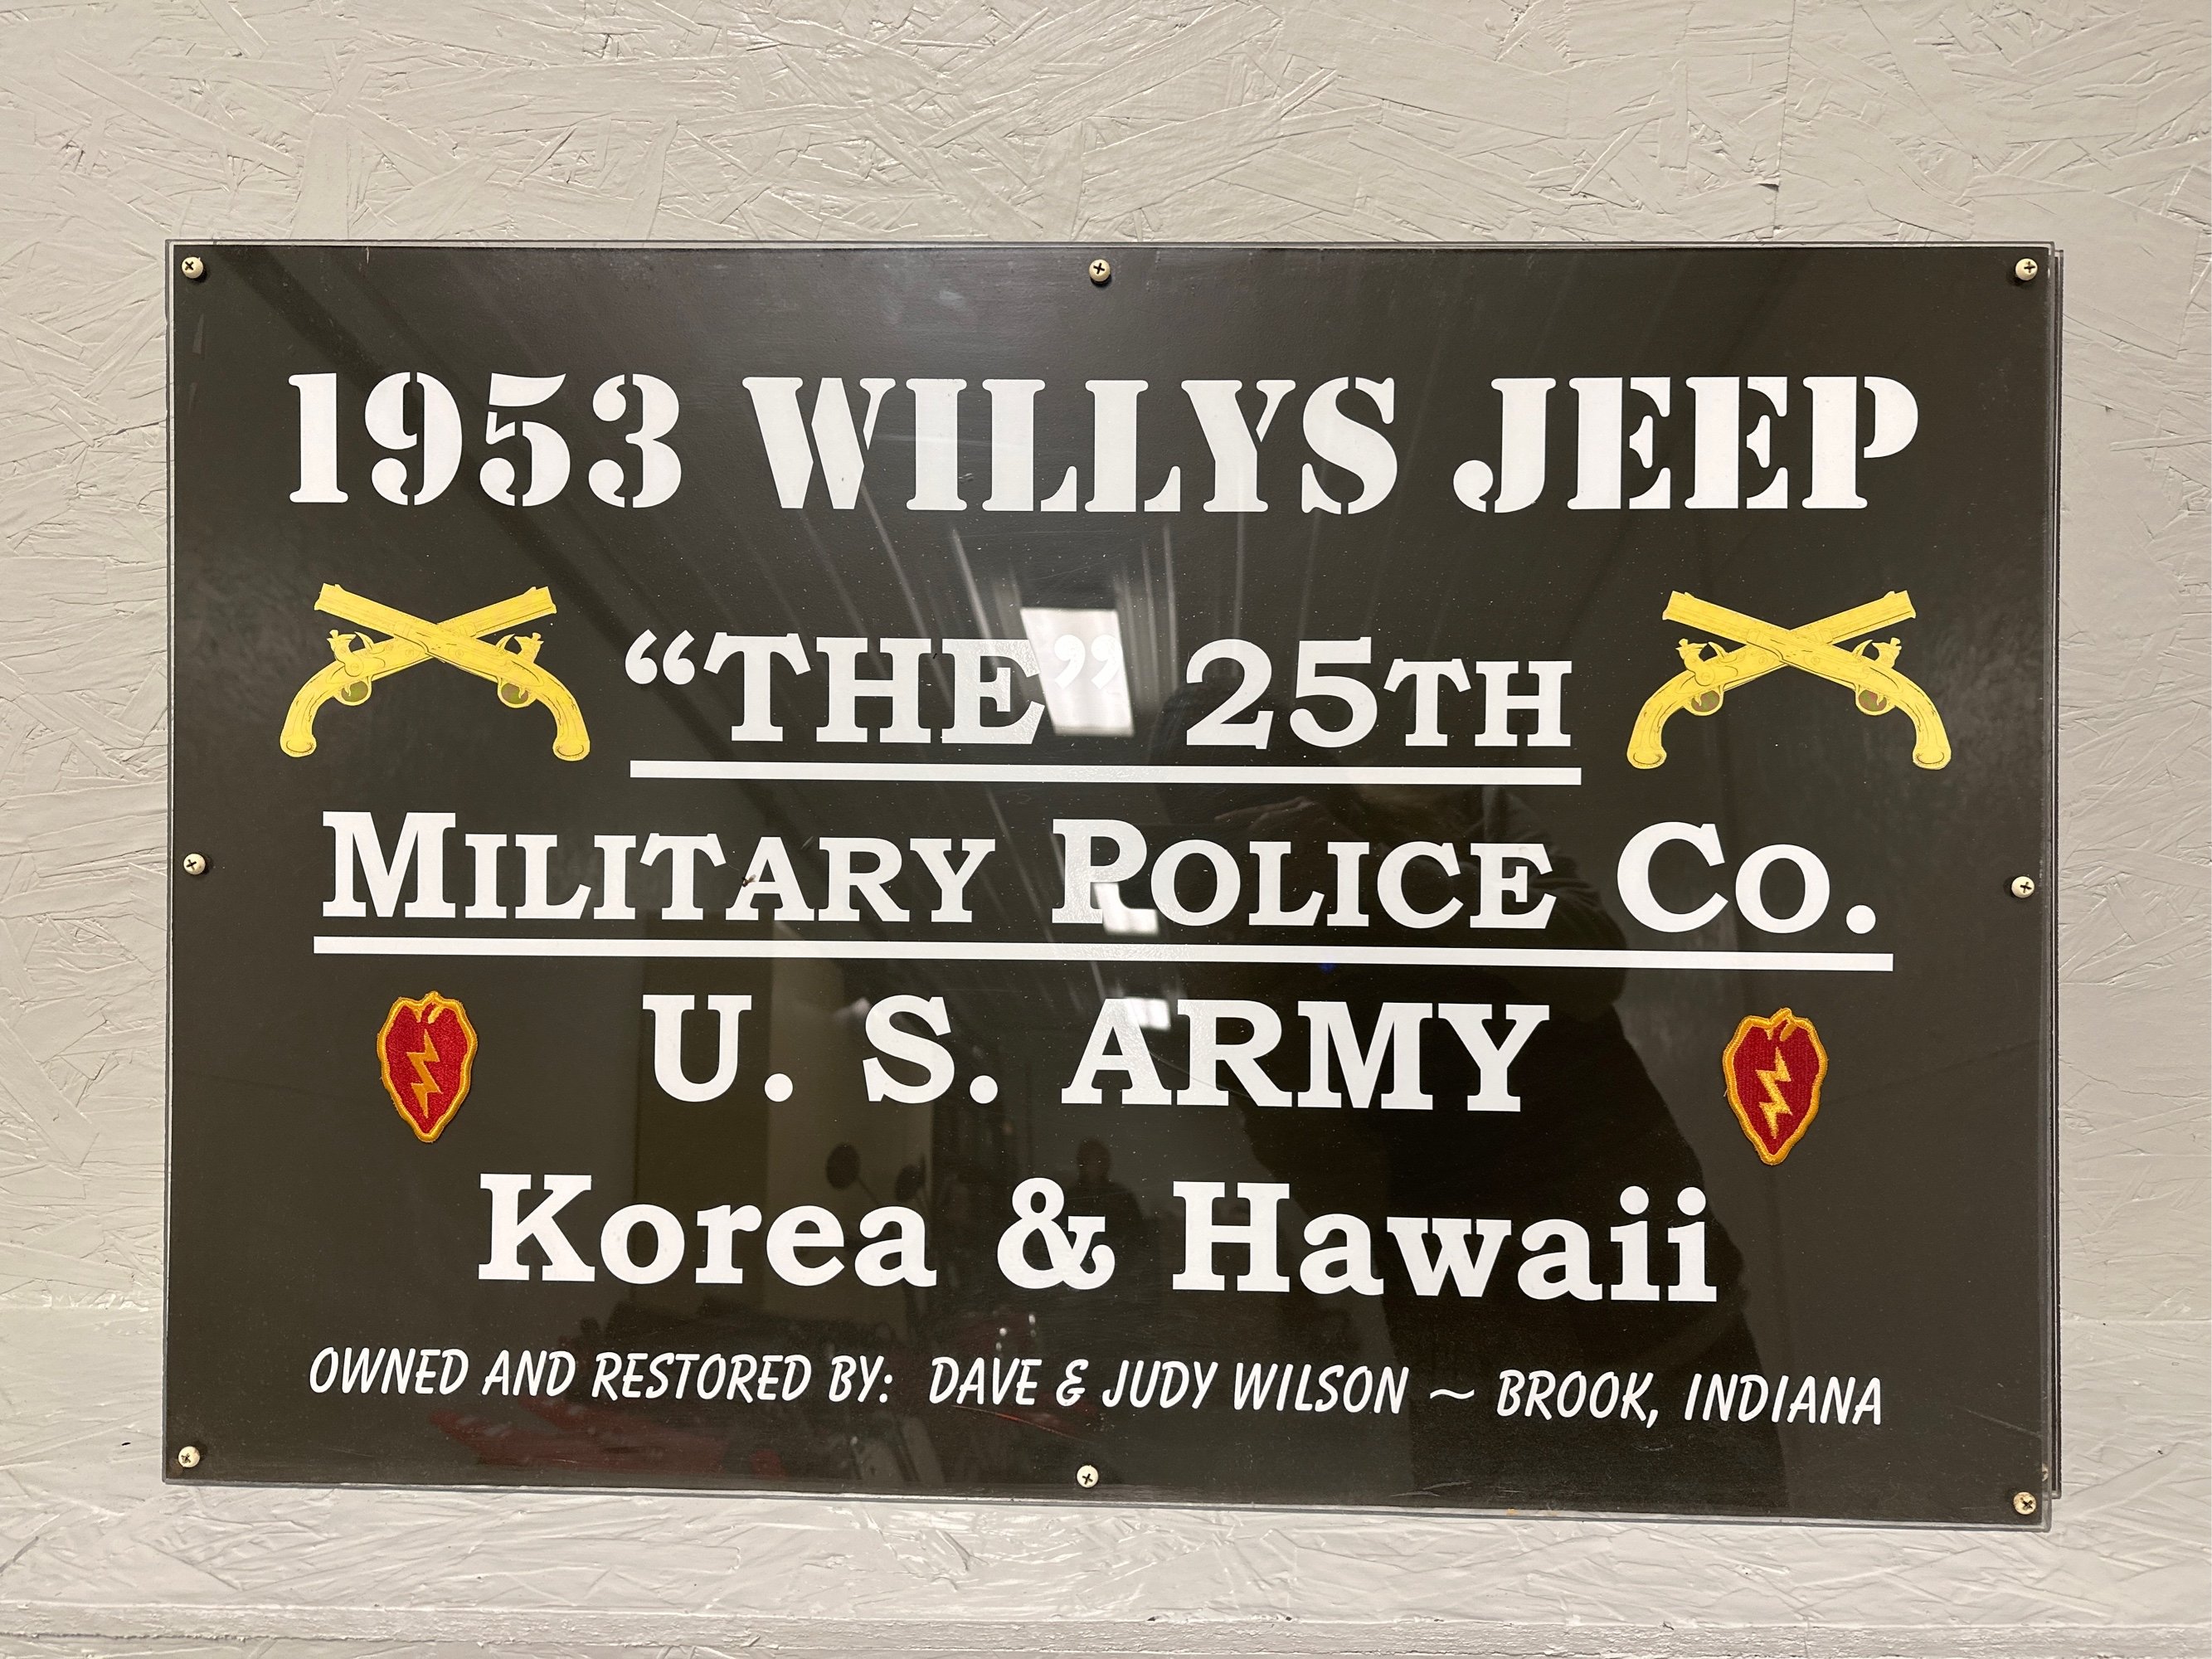 1953 WILLYS JEEP
“THE” 25TH
MILITARY POLICE CO.
U. S. ARMY
Korea & Hawaii
OWNED AND RESTORED BY: DAVE & JUDY WILSON ~ BROOK, INDIANA